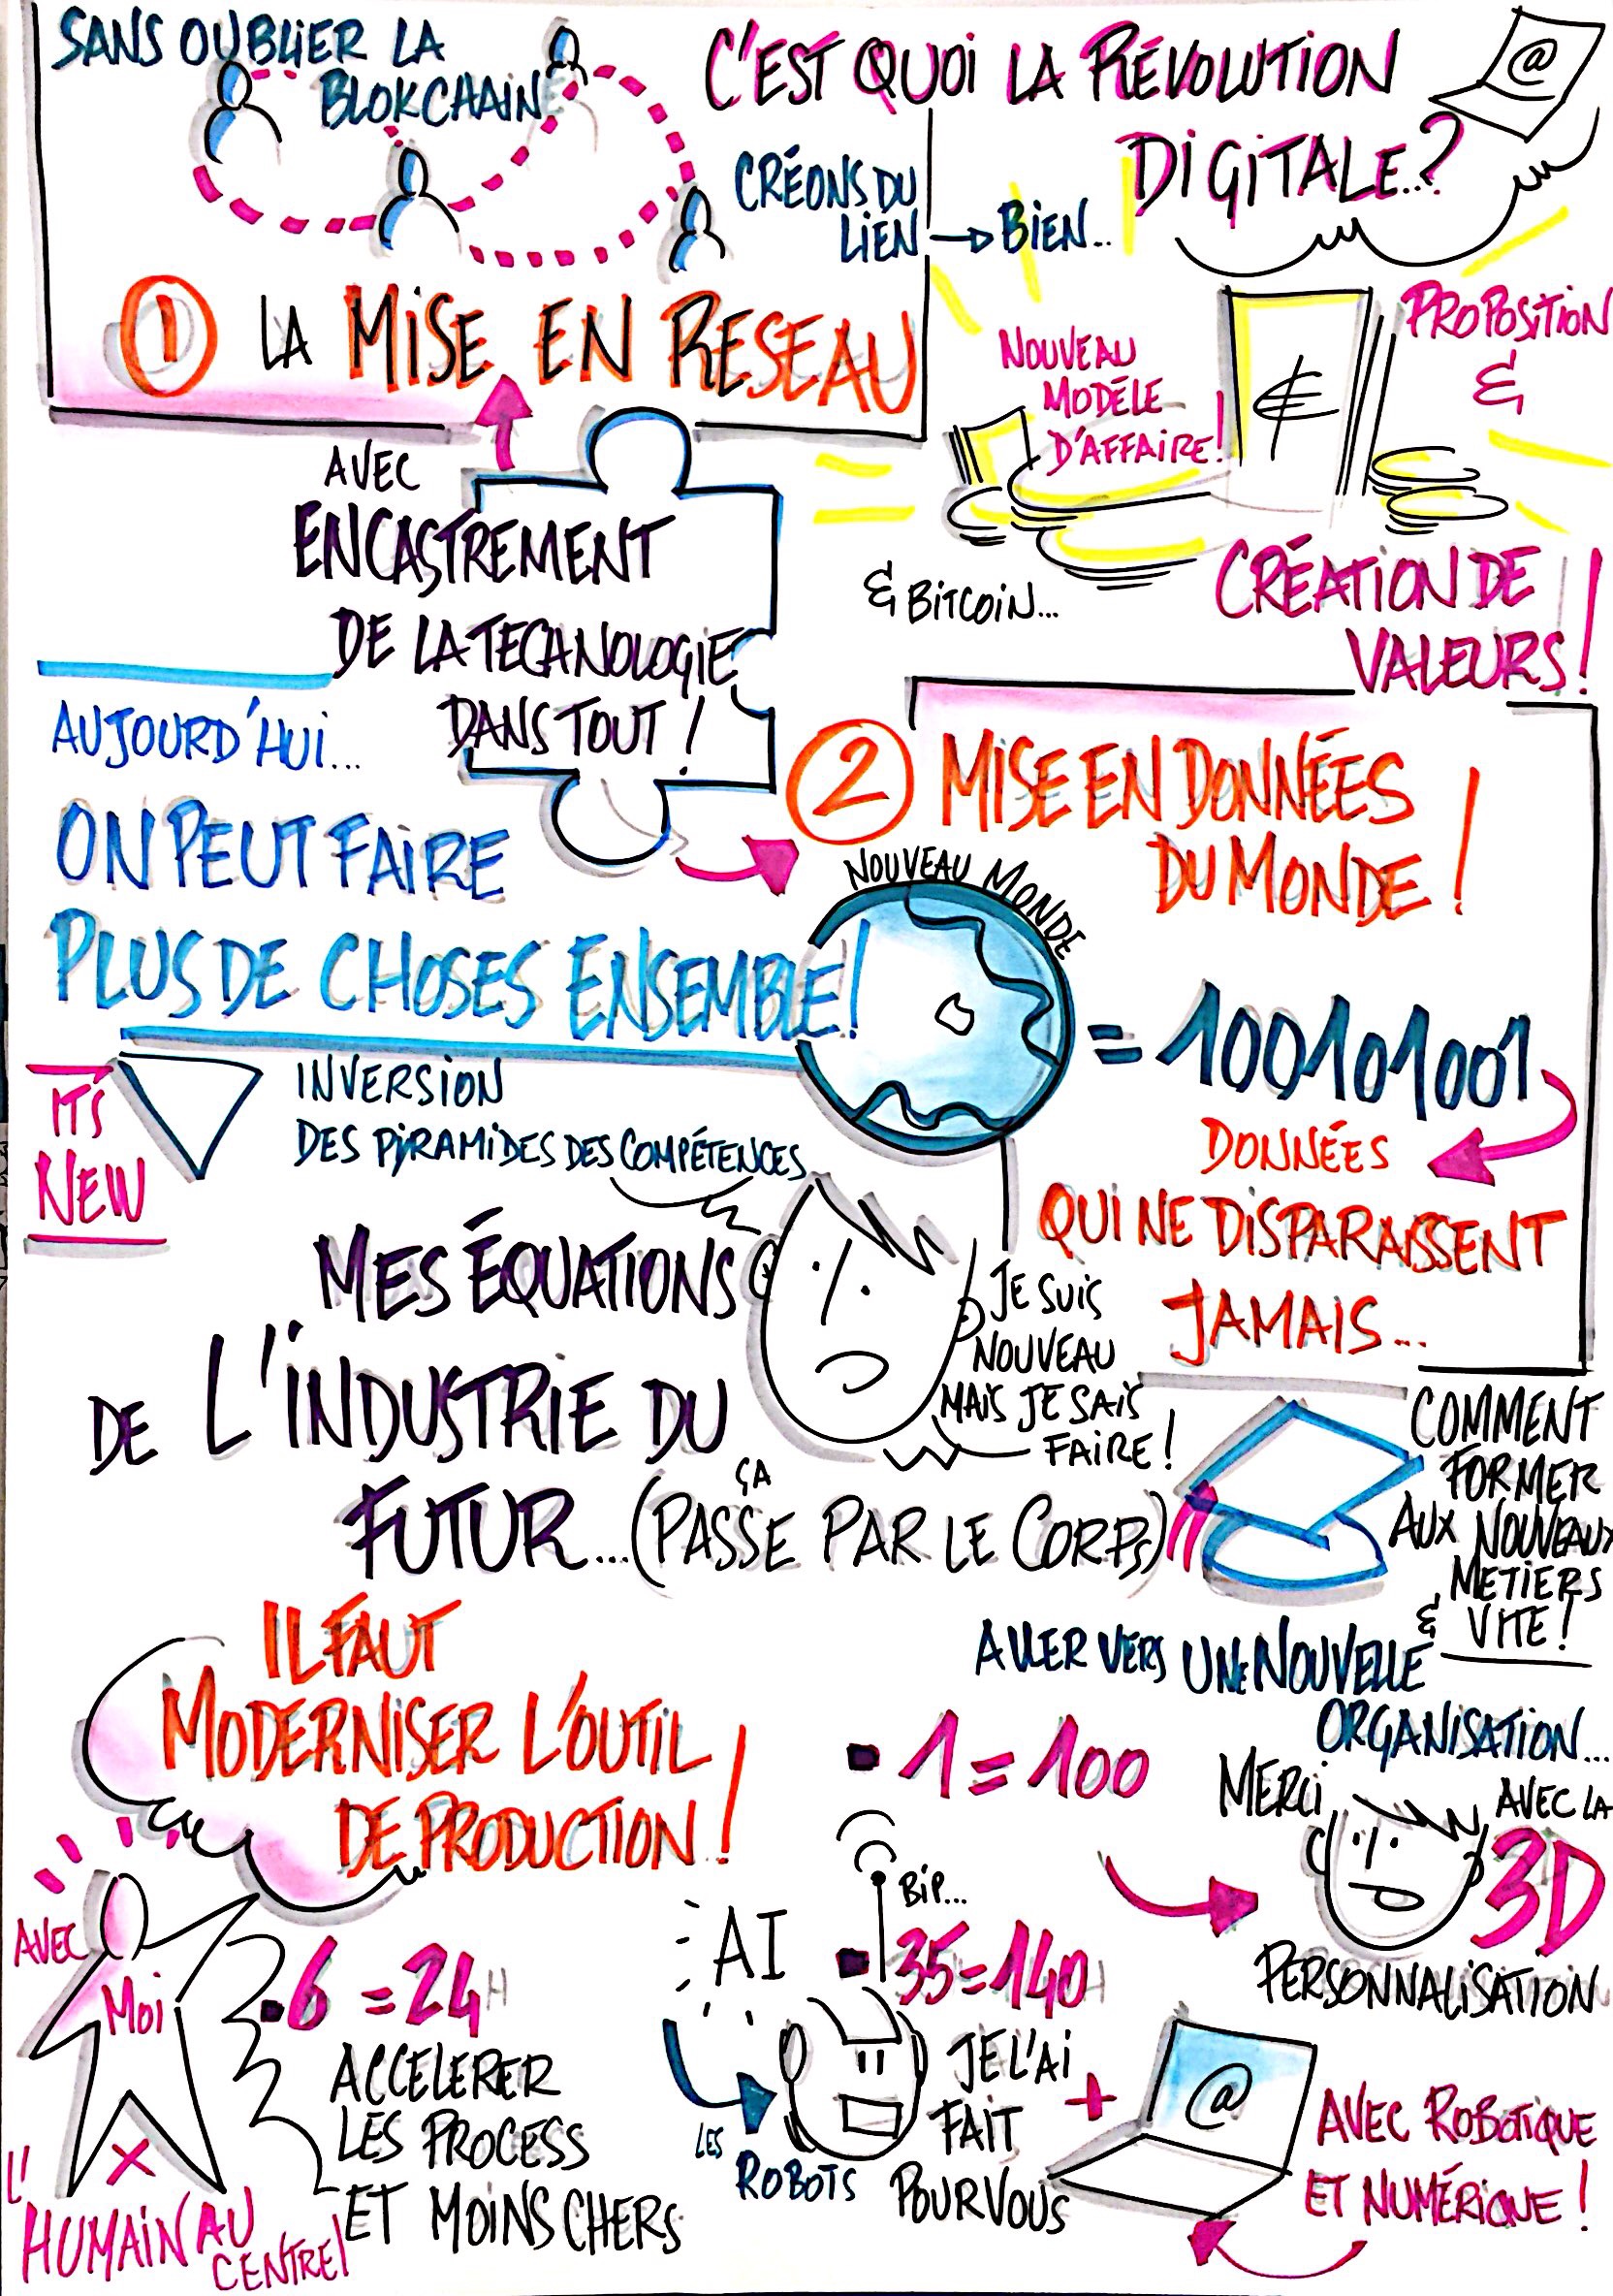 SANS OUBLIER LA
BLOKCHAIN
C'EST QUOI LA RÉVOLUTION
DIGITALE..?
@
CRÉONS DU
LIEN → BIEN...
1 LA MISE EN RESEAU
NOUVEAU
MODÈLE
D'AFFAIRE!
€
PROPOSITION
&
CRÉATION DE
VALEURS!
& BITCOIN...
AVEC
ENCASTREMENT
DE LA TECHNOLOGIE
DANS TOUT!
AUJOURD'HUI...
ON PEUT FAIRE
PLUS DE CHOSES ENSEMBLE!
2 MISE EN DONNÉES
DU MONDE!
NOUVEAU MONDE
= 100101001
DONNÉES
QUI NE DISPARAISSENT
JAMAIS...
IT'S
NEW
INVERSION
DES PYRAMIDES DES COMPÉTENCES
MES ÉQUATIONS
DE L'INDUSTRIE DU
FUTUR...(ÇA PASSE PAR LE CORPS)
JE SUIS
NOUVEAU
MAIS JE SAIS
FAIRE!
COMMENT
FORMER
AUX NOUVEAUX
METIERS
& VITE!
ALLER VERS UNE NOUVELLE
ORGANISATION...
IL FAUT
MODERNISER L'OUTIL
DE PRODUCTION!
1 = 100
MERCI
AVEC LA
3D
PERSONNALISATION
AVEC
MOI
6 = 24H
ACCELERER
LES PROCESS
ET MOINS CHERS
L'
HUMAIN AU
CENTRE!
AI
BIP...
35=140H
LES
ROBOTS
JE L'AI
FAIT
POUR VOUS
+
@
AVEC ROBOTIQUE
ET NUMÉRIQUE!